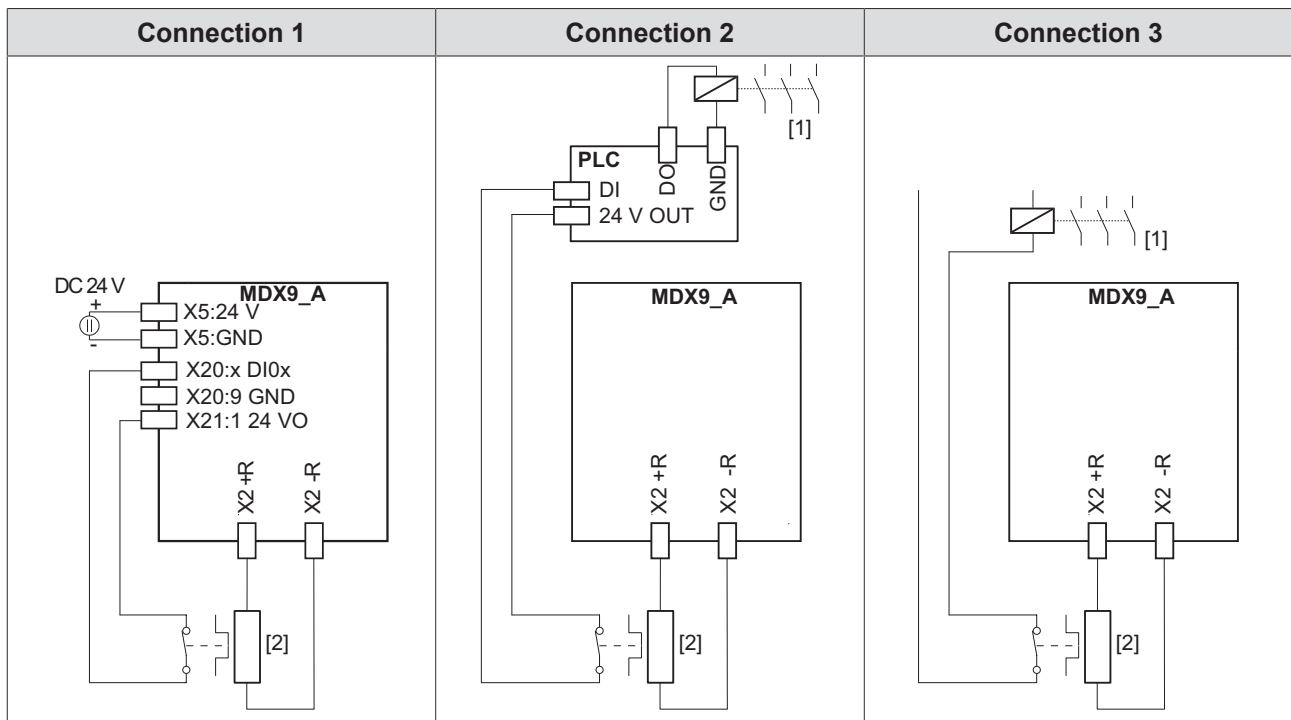 Connection 1
Connection 2
Connection 3
DC 24 V
+
-
MDX9_A
X5:24 V
X5:GND
X20:x DI0x
X20:9 GND
X21:1 24 VO
X2 +R
X2 -R
[2]
[1]
PLC
DO
GND
DI
24 V OUT
MDX9_A
X2 +R
X2 -R
[2]
[1]
MDX9_A
X2 +R
X2 -R
[2]